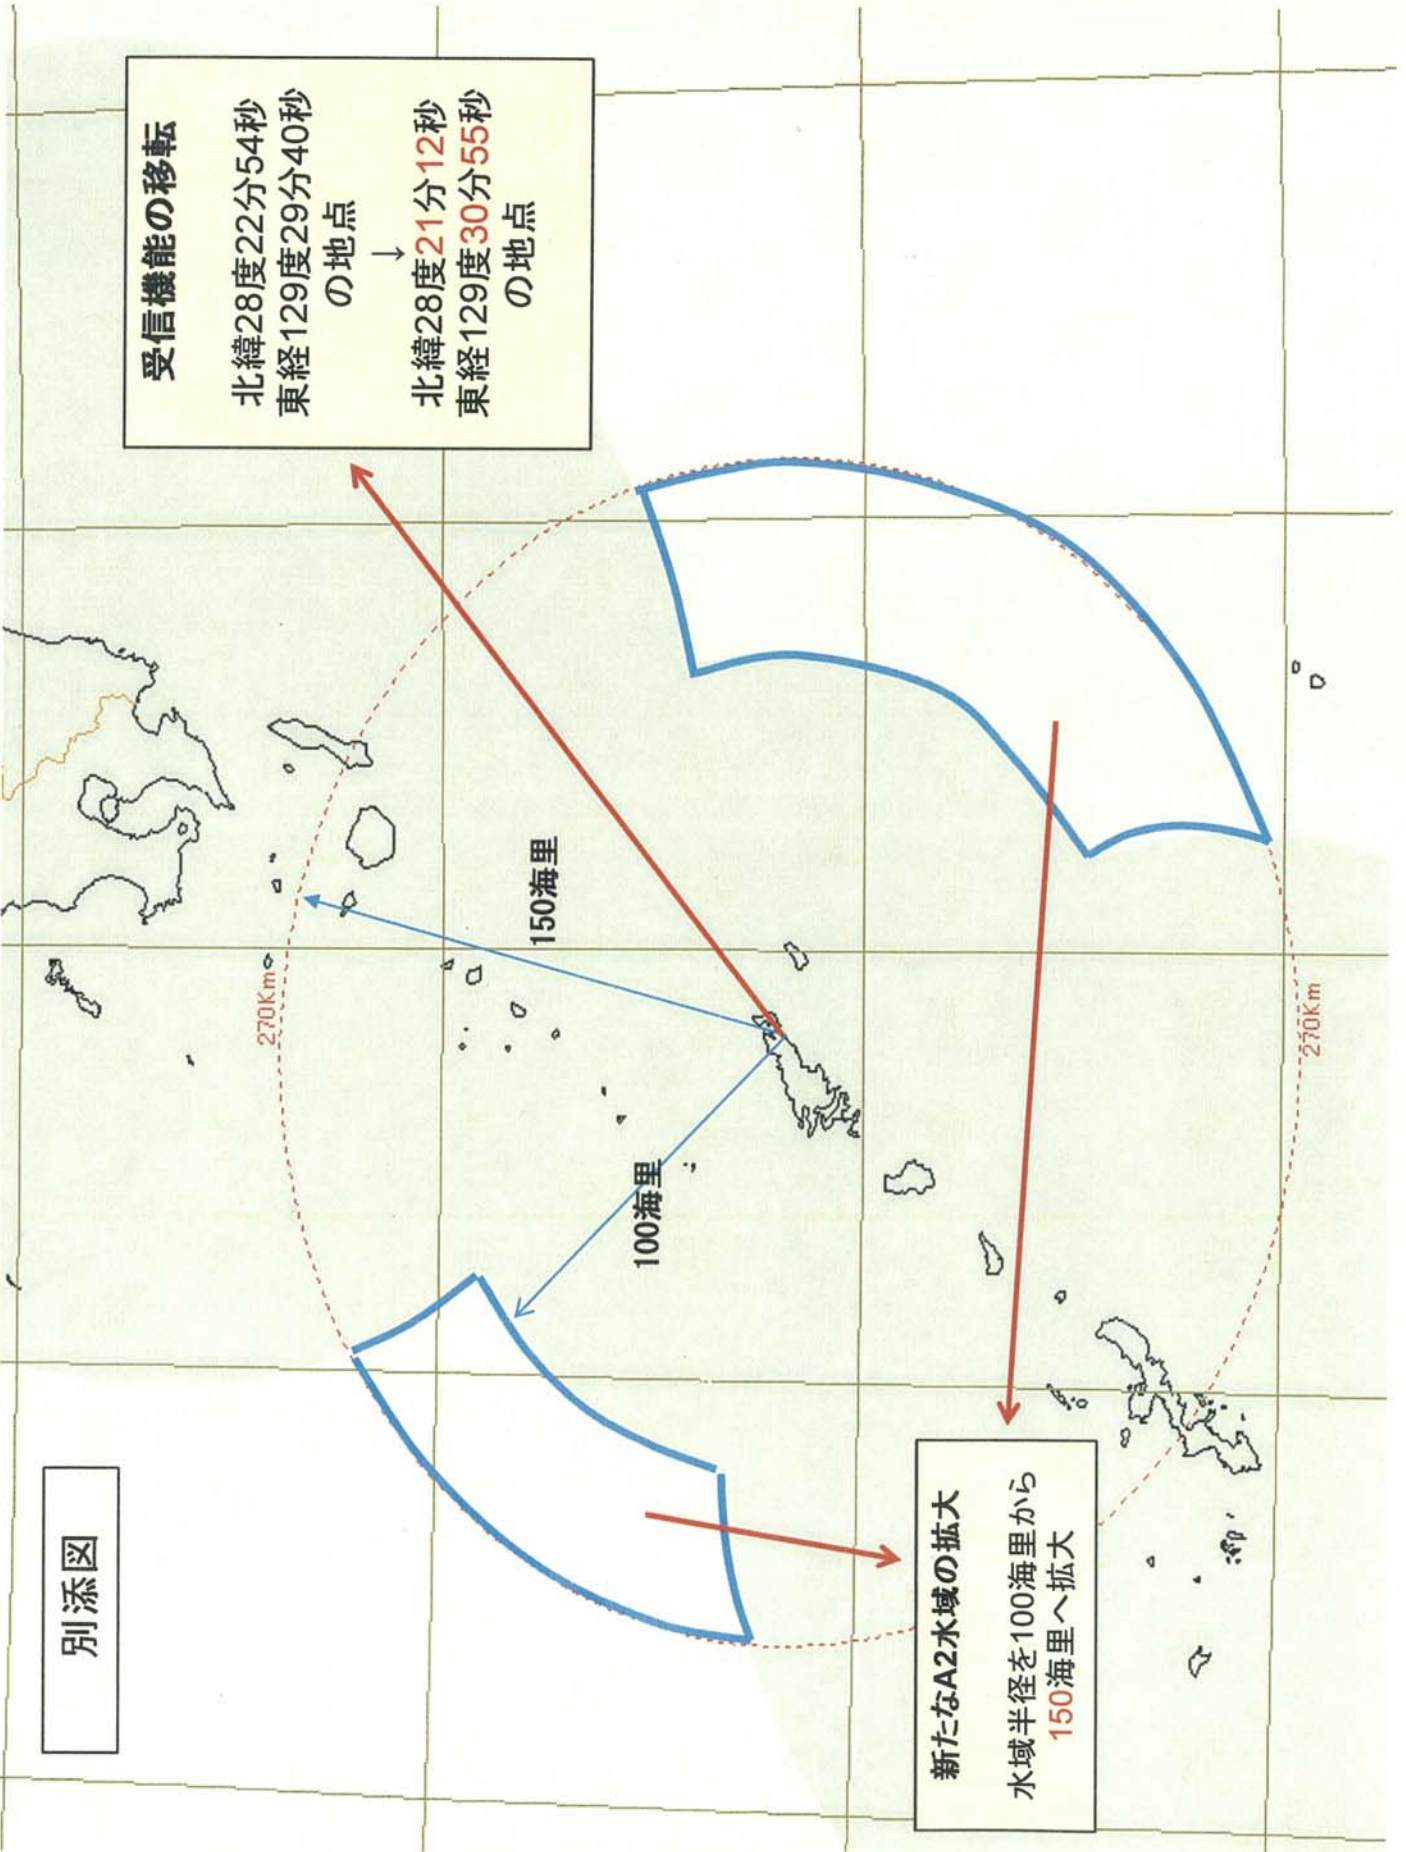 別添図
受信機能の移転
北緯28度22分54秒
東経129度29分40秒
の地点
↓
北緯28度21分12秒
東経129度30分55秒
の地点
270Km
150海里
100海里
新たなA2水域の拡大
水域半径を100海里から
150海里へ拡大
270Km